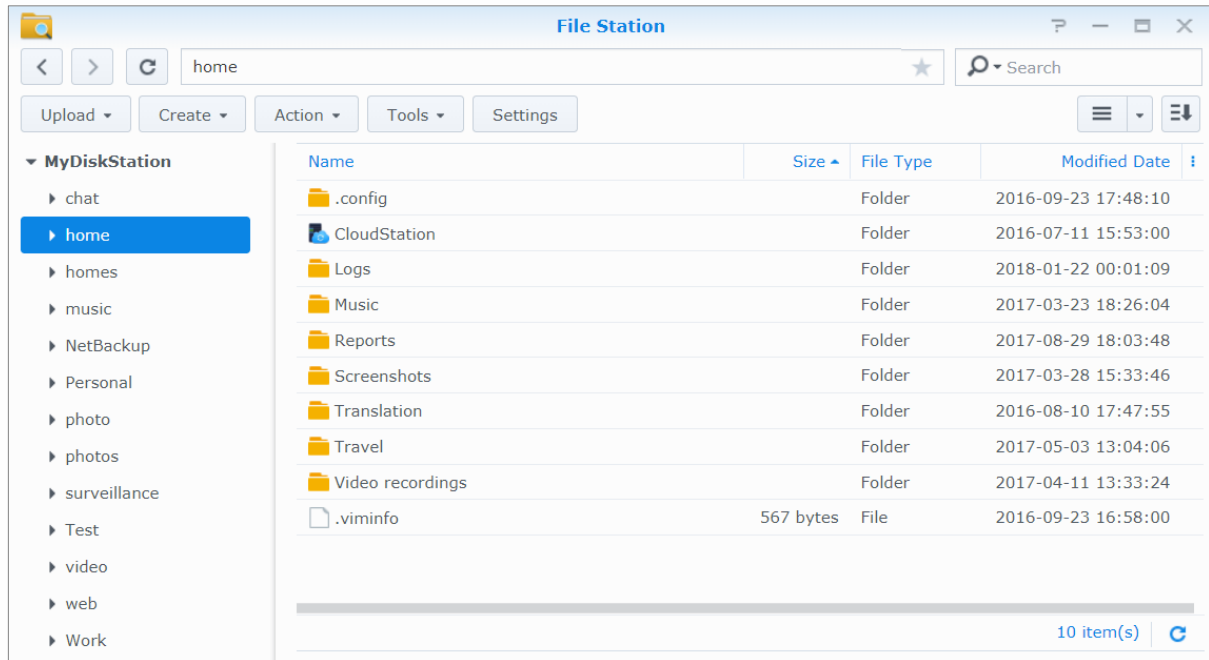 File Station
home
Search
Upload Create Action Tools Settings
MyDiskStation
chat
home
homes
music
NetBackup
Personal
photo
photos
surveillance
Test
video
web
Work
Name Size File Type Modified Date
.config Folder 2016-09-23 17:48:10
CloudStation Folder 2016-07-11 15:53:00
Logs Folder 2018-01-22 00:01:09
Music Folder 2017-03-23 18:26:04
Reports Folder 2017-08-29 18:03:48
Screenshots Folder 2017-03-28 15:33:46
Translation Folder 2016-08-10 17:47:55
Travel Folder 2017-05-03 13:04:06
Video recordings Folder 2017-04-11 13:33:24
.viminfo 567 bytes File 2016-09-23 16:58:00
10 item(s)